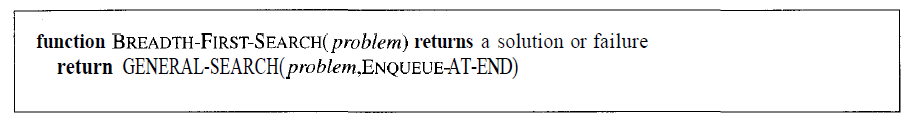 function BREADTH-FIRST-SEARCH(problem) returns a solution or failure
return GENERAL-SEARCH(problem,ENQUEUE-AT-END)